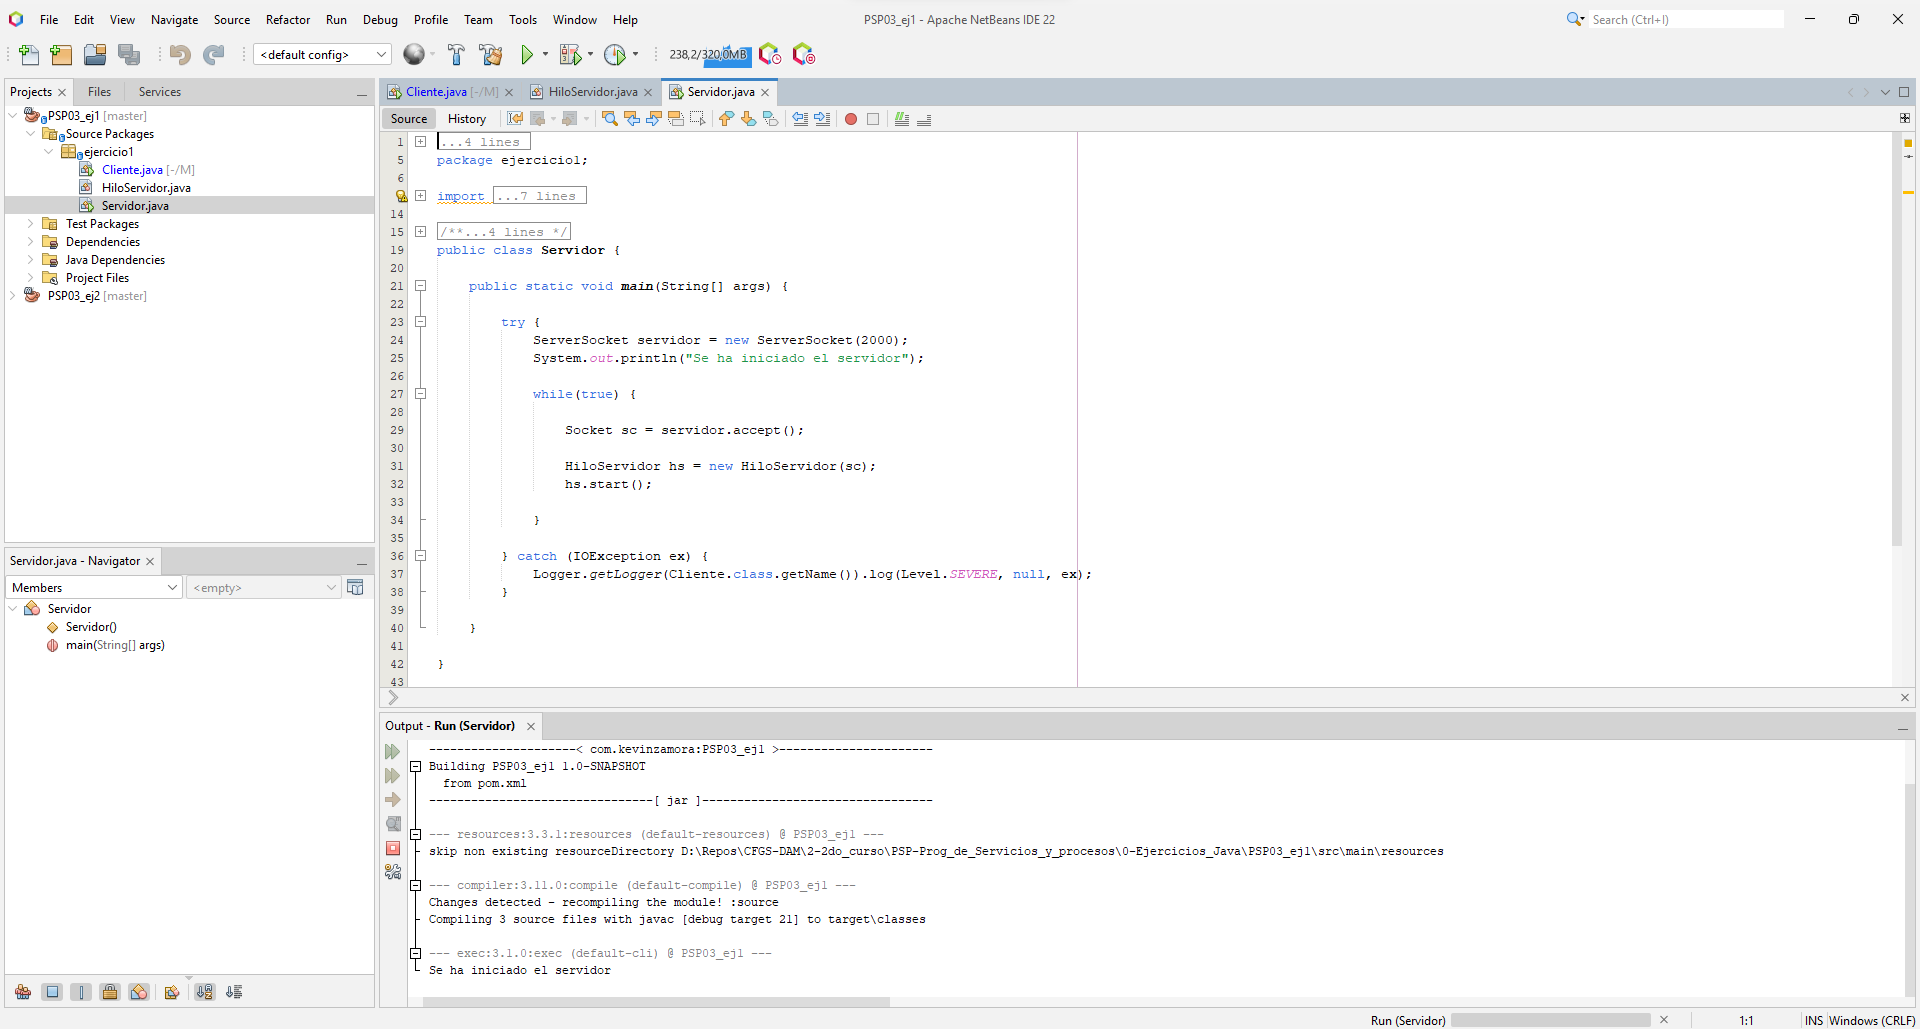 File Edit View Navigate Source Refactor Run Debug Profile Team Tools Window Help
PSP03_ej1 - Apache NetBeans IDE 22
Search (Ctrl+I)
<default config>
238,2/320,0MB
Projects Files Services
PSP03_ej1 [master]
Source Packages
ejercicio1
Cliente.java [-/M]
HiloServidor.java
Servidor.java
Test Packages
Dependencies
Java Dependencies
Project Files
PSP03_ej2 [master]
Servidor.java - Navigator
Members
<empty>
Servidor
Servidor()
main(String[] args)
Cliente.java [-/M] HiloServidor.java Servidor.java
Source History
1 ...4 lines
5 package ejercicio1;
6
import ...7 lines
14
15 /**...4 lines */
19 public class Servidor {
20
21 public static void main(String[] args) {
22
23 try {
24 ServerSocket servidor = new ServerSocket(2000);
25 System.out.println("Se ha iniciado el servidor");
26
27 while(true) {
28
29 Socket sc = servidor.accept();
30
31 HiloServidor hs = new HiloServidor(sc);
32 hs.start();
33
34 }
35
36 } catch (IOException ex) {
37 Logger.getLogger(Cliente.class.getName()).log(Level.SEVERE, null, ex);
38 }
39
40 }
41
42 }
43
Output - Run (Servidor)
---------------------< com.kevinzamora:PSP03_ej1 >----------------------
Building PSP03_ej1 1.0-SNAPSHOT
from pom.xml
--------------------------------[ jar ]---------------------------------
--- resources:3.3.1:resources (default-resources) @ PSP03_ej1 ---
skip non existing resourceDirectory D:\Repos\CFGS-DAM\2-2do_curso\PSP-Prog_de_Servicios_y_procesos\0-Ejercicios_Java\PSP03_ej1\src\main\resources
--- compiler:3.11.0:compile (default-compile) @ PSP03_ej1 ---
Changes detected - recompiling the module! :source
Compiling 3 source files with javac [debug target 21] to target\classes
--- exec:3.1.0:exec (default-cli) @ PSP03_ej1 ---
Se ha iniciado el servidor
Run (Servidor)
1:1
INS
Windows (CRLF)